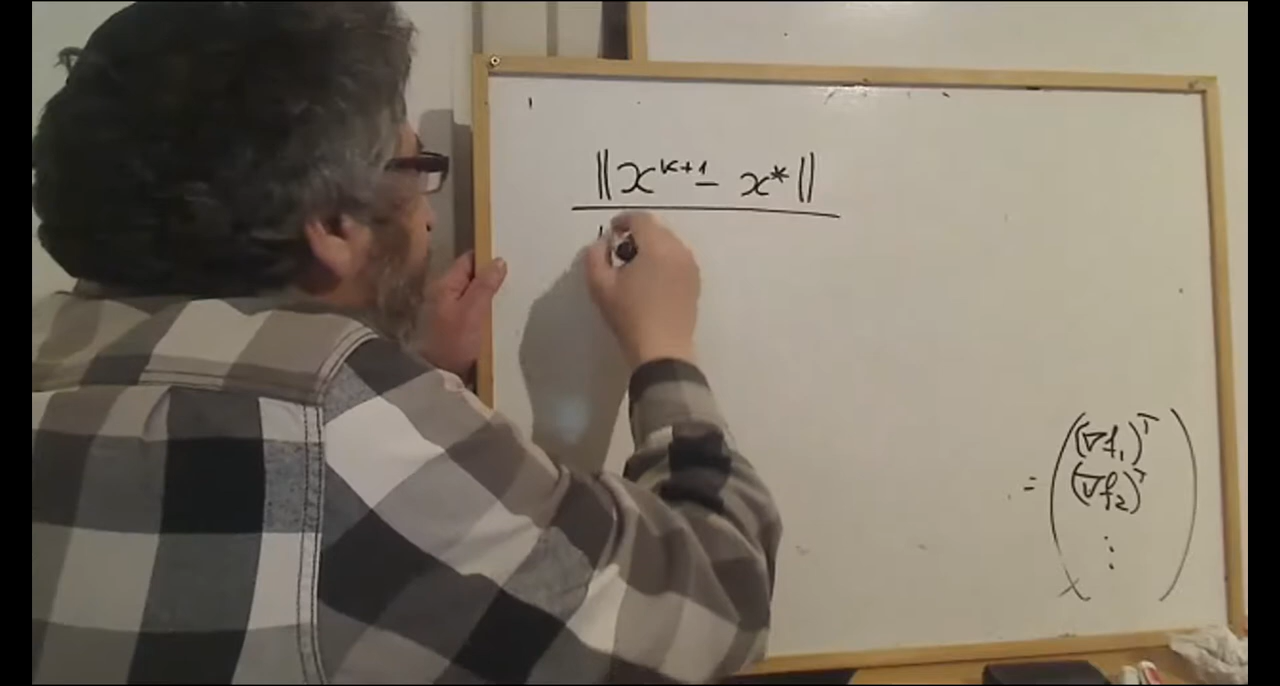 ‖x^{k+1} - x^*‖
= ( (∇f₁)^T
(∇f₂)^T
⋮ )